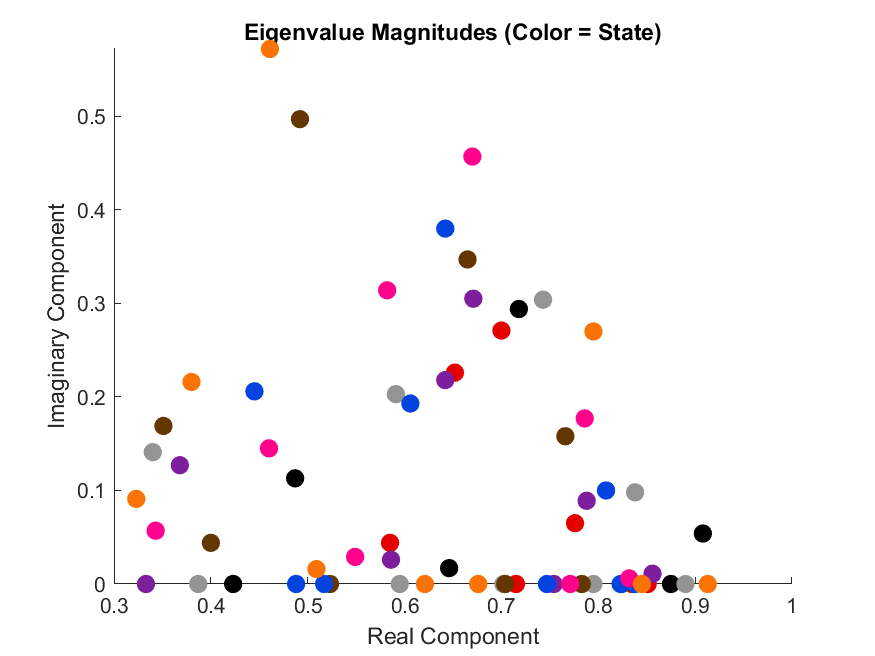 Eigenvalue Magnitudes (Color = State)
0.5
0.4
0.3
0.2
0.1
0
Imaginary Component
0.3 0.4 0.5 0.6 0.7 0.8 0.9 1
Real Component